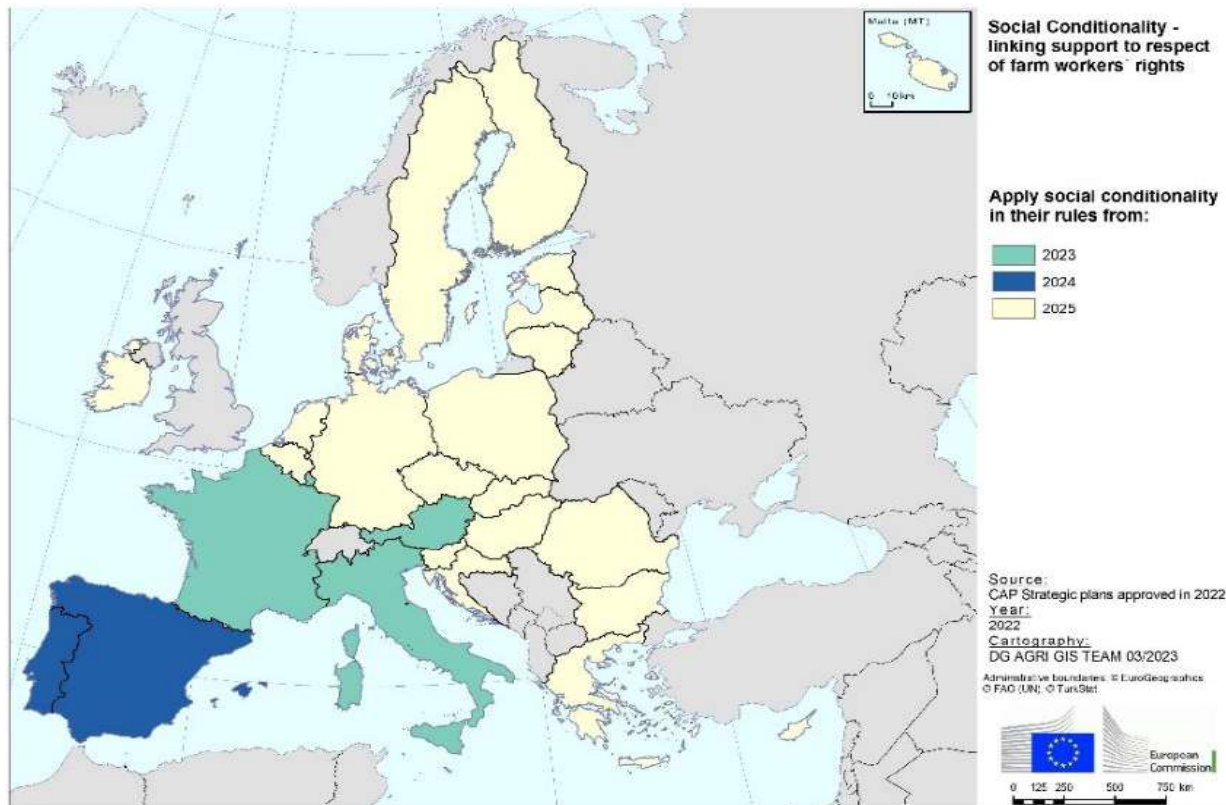 Malta (MT)
0 10 km
Social Conditionality -
linking support to respect
of farm workers´ rights
Apply social conditionality
in their rules from:
2023
2024
2025
Source:
CAP Strategic plans approved in 2022
Year:
2022
Cartography:
DG AGRI GIS TEAM 03/2023
Administrative boundaries: © EuroGeographics
© FAO (UN), © TurkStat
European
Commission
0 125 250 500 750 km